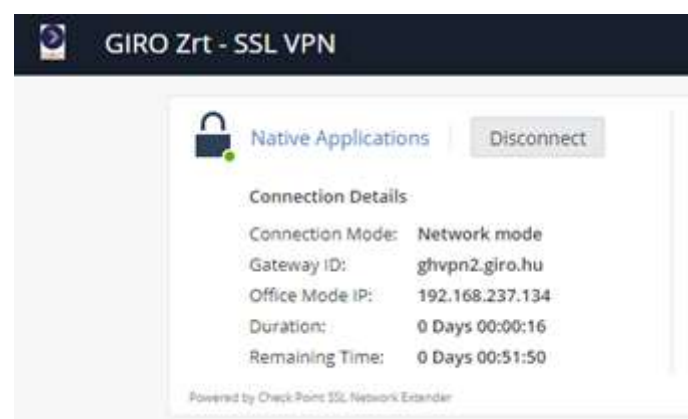 GIRO Zrt - SSL VPN
Native Applications Disconnect
Connection Details
Connection Mode: Network mode
Gateway ID: ghvpn2.giro.hu
Office Mode IP: 192.168.237.134
Duration: 0 Days 00:00:16
Remaining Time: 0 Days 00:51:50
Powered by Check Point SSL Network Extender